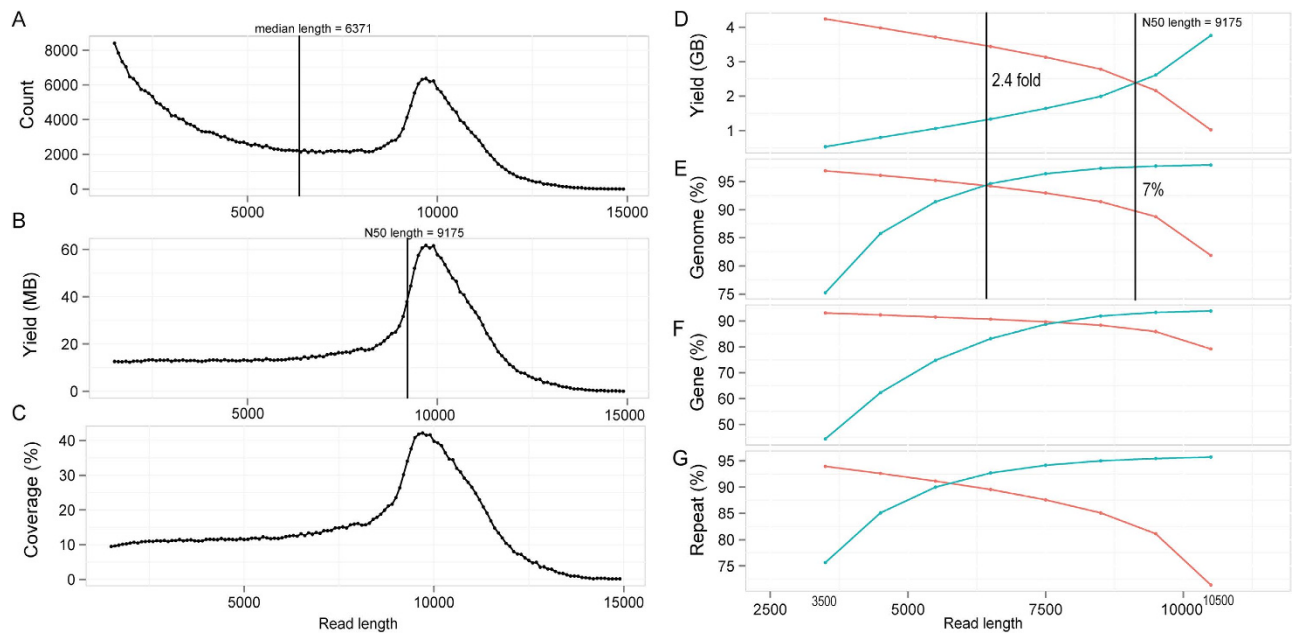 A
median length = 6371
Count
8000
6000
4000
2000
0
5000 10000 15000
B
N50 length = 9175
Yield (MB)
60
40
20
0
5000 10000 15000
C
Coverage (%)
40
30
20
10
0
5000 10000 15000
Read length
D
N50 length = 9175
Yield (GB)
4
3
2
1
2.4 fold
E
Genome (%)
95
90
85
80
75
7%
F
Gene (%)
90
80
70
60
50
G
Repeat (%)
95
90
85
80
75
2500 3500 5000 7500 10000 10500
Read length